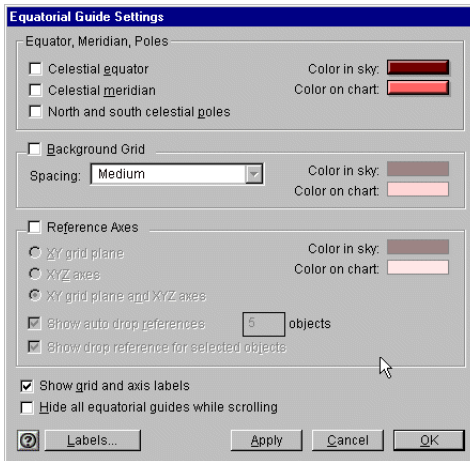 Equatorial Guide Settings
Equator, Meridian, Poles
Celestial equator Color in sky:
Celestial meridian Color on chart:
North and south celestial poles
Background Grid
Spacing: Medium Color in sky:
Color on chart:
Reference Axes
XY grid plane Color in sky:
XYZ axes Color on chart:
XY grid plane and XYZ axes
Show auto drop references 5 objects
Show drop reference for selected objects
Show grid and axis labels
Hide all equatorial guides while scrolling
? Labels... Apply Cancel OK